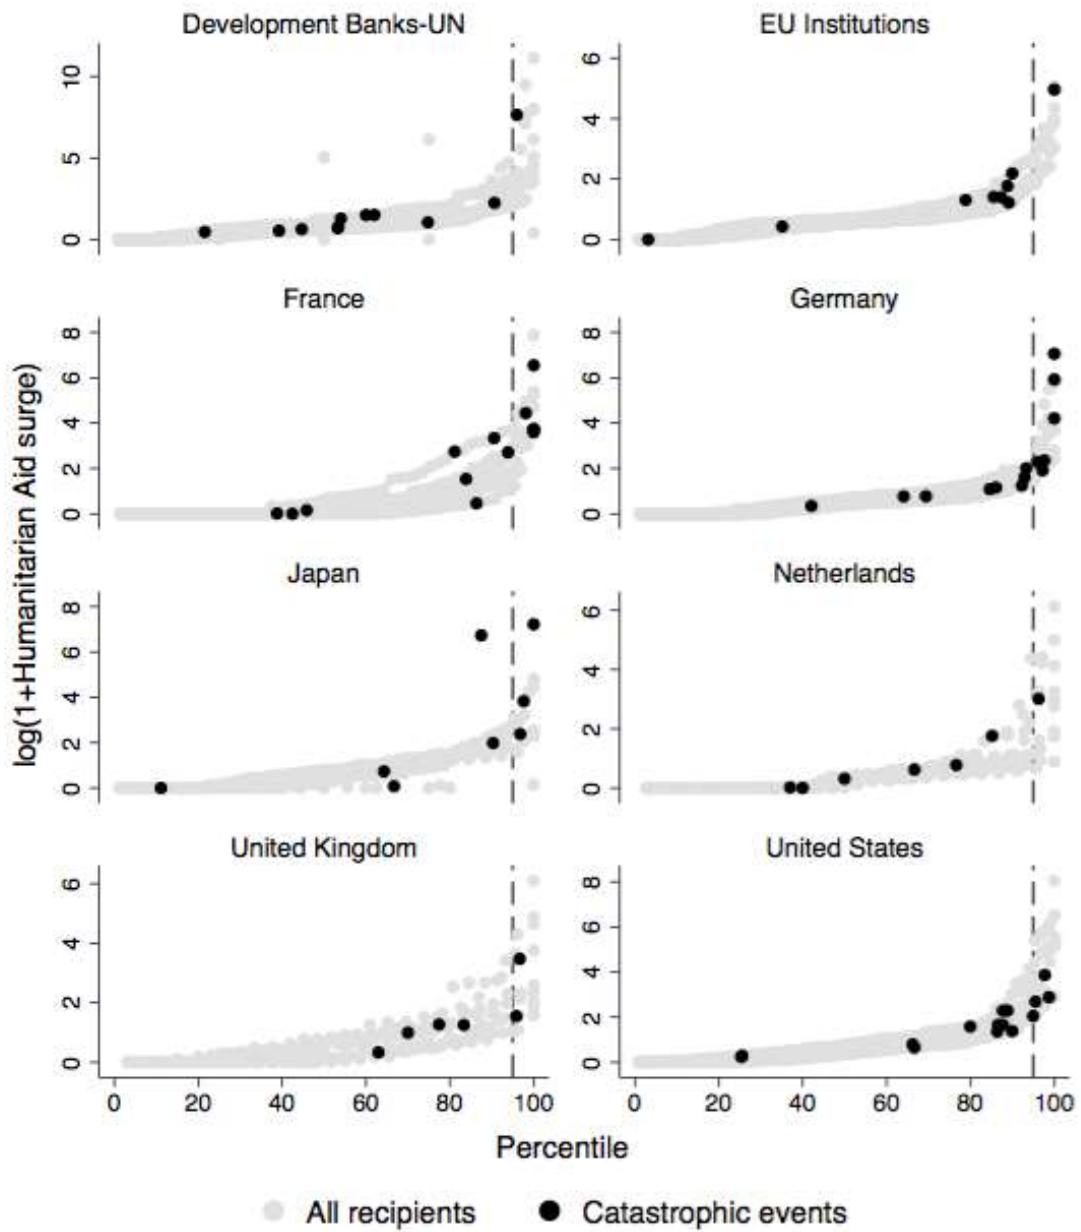 Development Banks-UN
EU Institutions
0 5 10
0 2 4 6
France
Germany
0 2 4 6 8
0 2 4 6 8
log(1+Humanitarian Aid surge)
Japan
Netherlands
0 2 4 6 8
0 2 4 6
United Kingdom
United States
0 2 4 6
0 2 4 6 8
0 20 40 60 80 100
0 20 40 60 80 100
Percentile
All recipients
Catastrophic events